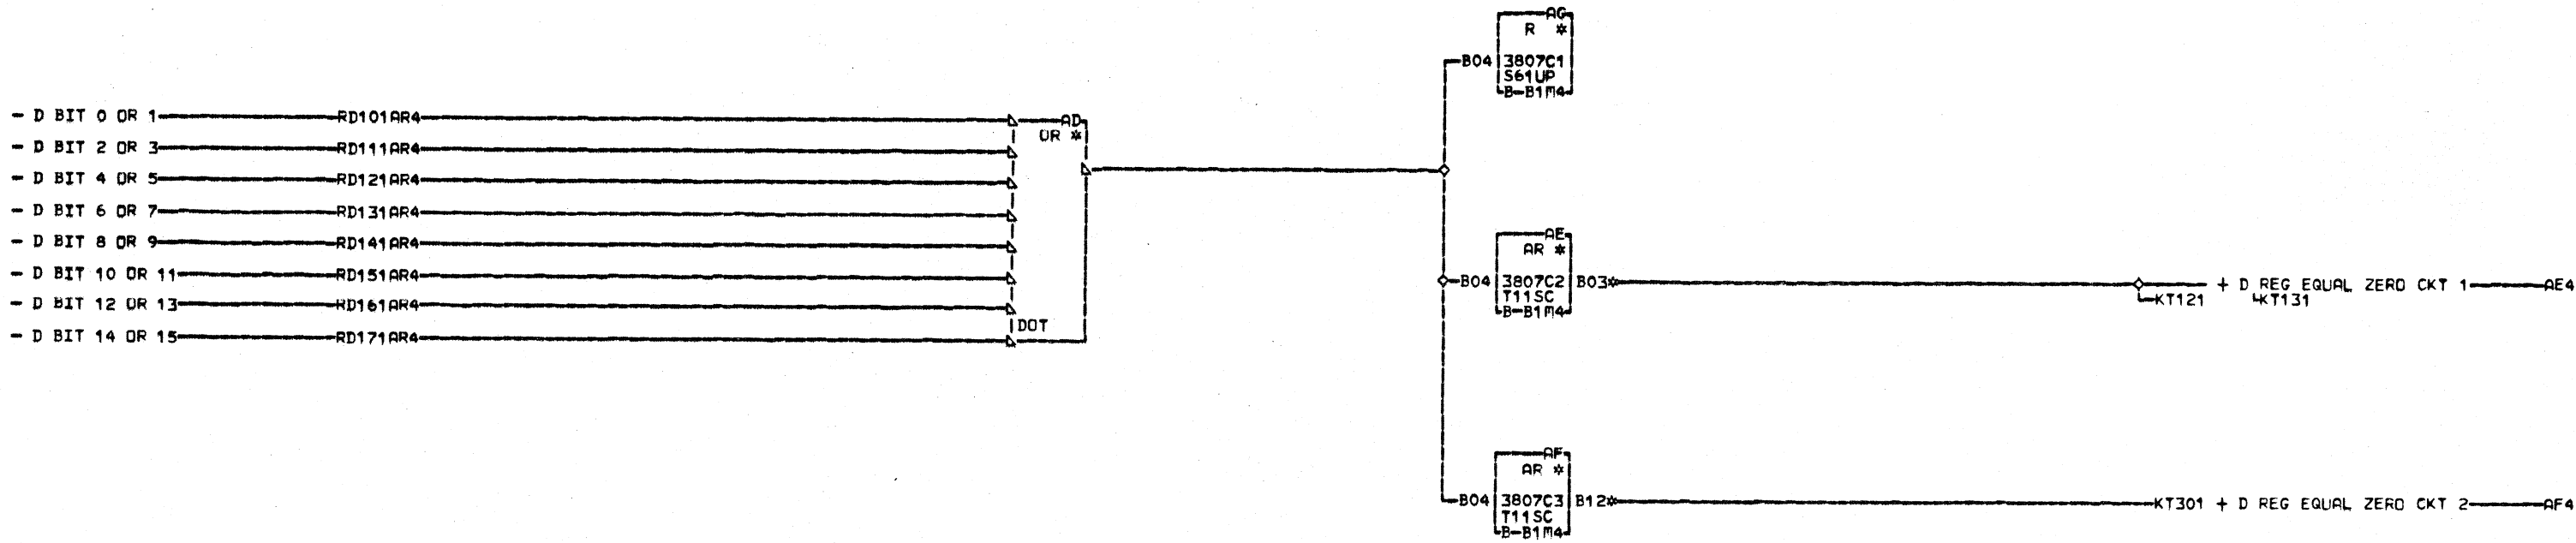 AG
R *
B04 3807C1
S61UP
B-B1M4
- D BIT 0 OR 1 RD101AR4
- D BIT 2 OR 3 RD111AR4
- D BIT 4 OR 5 RD121AR4
- D BIT 6 OR 7 RD131AR4
- D BIT 8 OR 9 RD141AR4
- D BIT 10 OR 11 RD151AR4
- D BIT 12 OR 13 RD161AR4
- D BIT 14 OR 15 RD171AR4
AD
OR *
DOT
AE
AR *
B04 3807C2 B03* + D REG EQUAL ZERO CKT 1 AE4
T11SC KT121 KT131
B-B1M4
AF
AR *
B04 3807C3 B12* KT301 + D REG EQUAL ZERO CKT 2 AF4
T11SC
B-B1M4